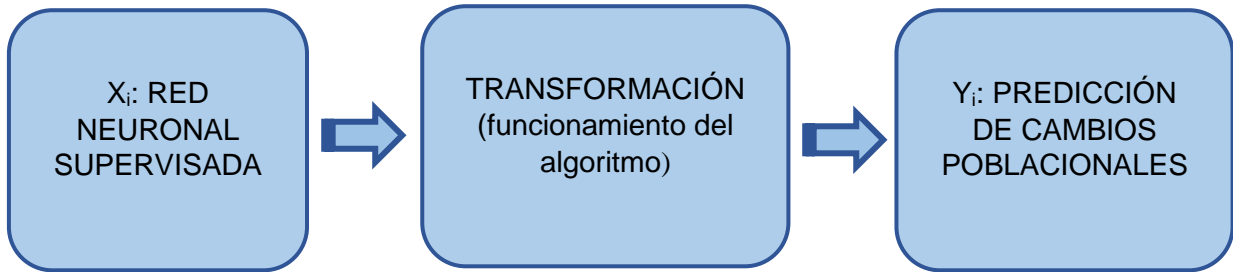 Xi: RED
NEURONAL
SUPERVISADA
TRANSFORMACIÓN
(funcionamiento del
algoritmo)
Yi: PREDICCIÓN
DE CAMBIOS
POBLACIONALES